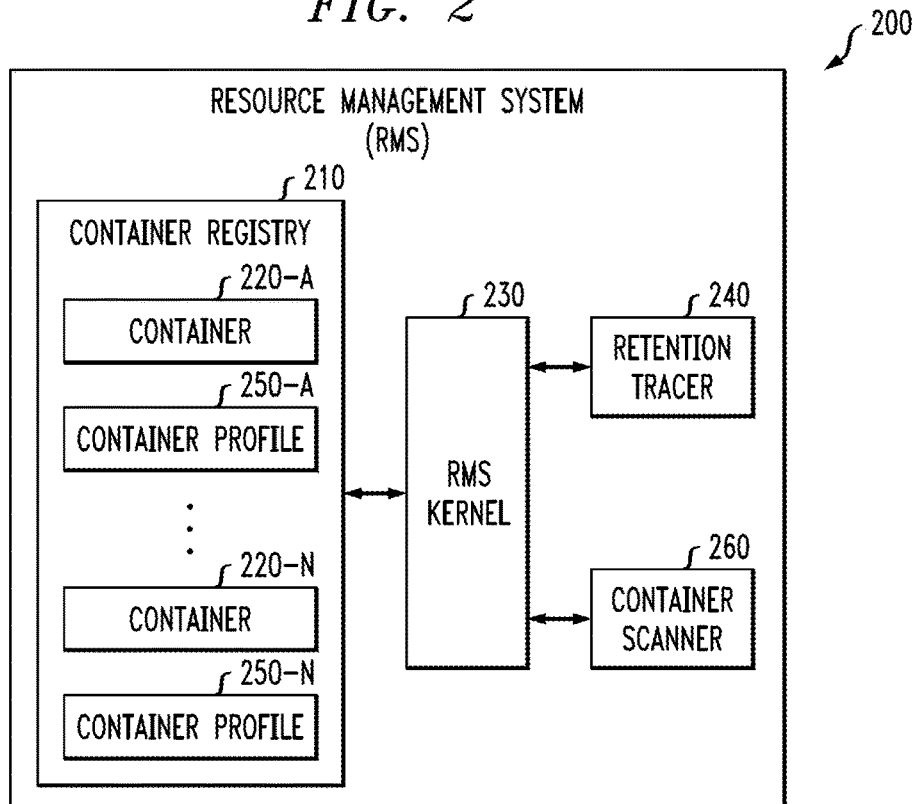 FIG. 2
200
RESOURCE MANAGEMENT SYSTEM
(RMS)
210
CONTAINER REGISTRY
220-A
CONTAINER
250-A
CONTAINER PROFILE
220-N
CONTAINER
250-N
CONTAINER PROFILE
230
RMS
KERNEL
240
RETENTION
TRACER
260
CONTAINER
SCANNER